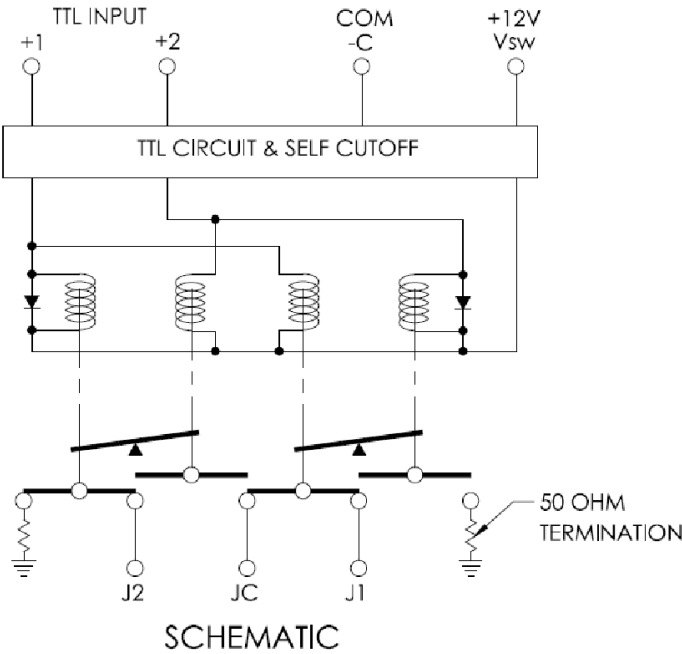 TTL INPUT
+1
+2
COM
-C
+12V
Vsw
TTL CIRCUIT & SELF CUTOFF
50 OHM
TERMINATION
J2
JC
J1
SCHEMATIC